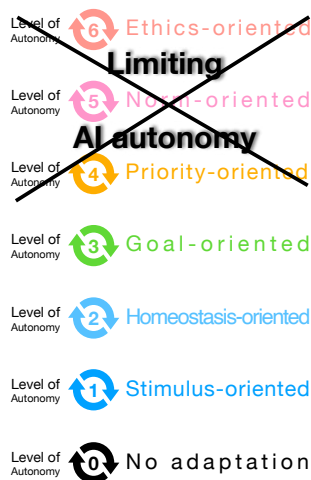 Level of
Autonomy
6 Ethics-oriented
Limiting
Level of
Autonomy
5 Norm-oriented
AI autonomy
Level of
Autonomy
4 Priority-oriented
Level of
Autonomy
3 Goal-oriented
Level of
Autonomy
2 Homeostasis-oriented
Level of
Autonomy
1 Stimulus-oriented
Level of
Autonomy
0 No adaptation